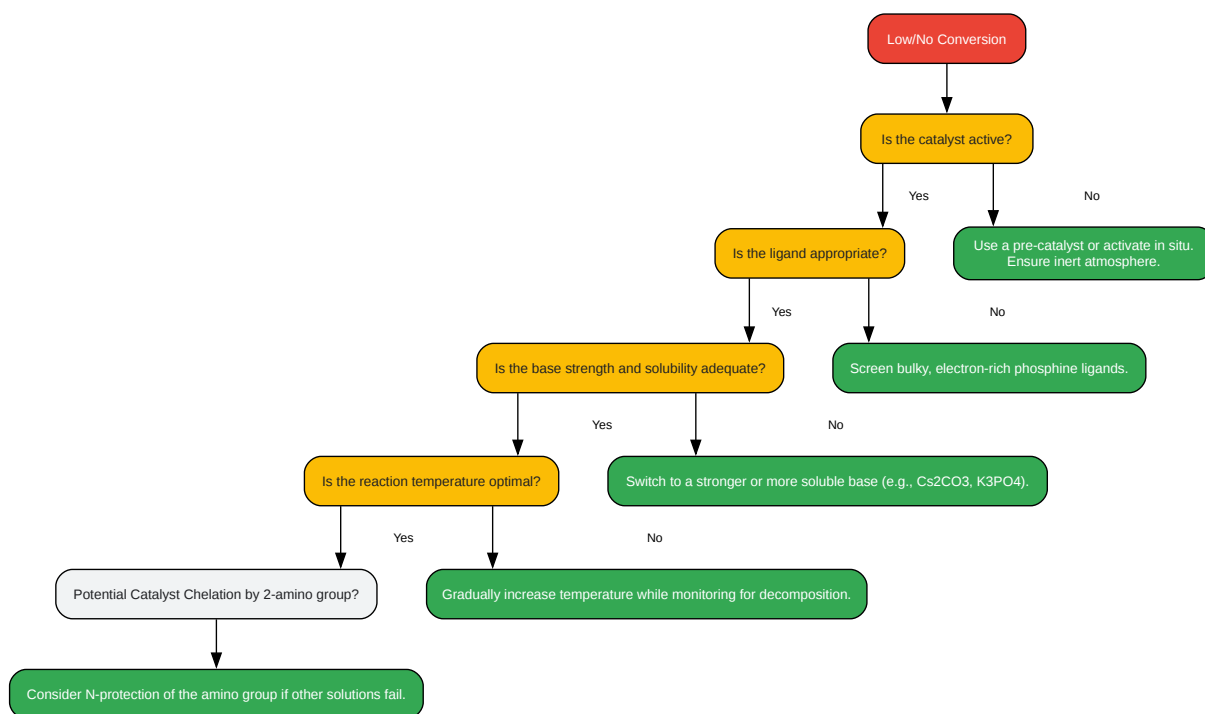 Low/No Conversion
Is the catalyst active?
Yes
No
Is the ligand appropriate?
Use a pre-catalyst or activate in situ.
Ensure inert atmosphere.
Yes
No
Is the base strength and solubility adequate?
Screen bulky, electron-rich phosphine ligands.
Yes
No
Is the reaction temperature optimal?
Switch to a stronger or more soluble base (e.g., Cs2CO3, K3PO4).
Yes
No
Potential Catalyst Chelation by 2-amino group?
Gradually increase temperature while monitoring for decomposition.
Consider N-protection of the amino group if other solutions fail.